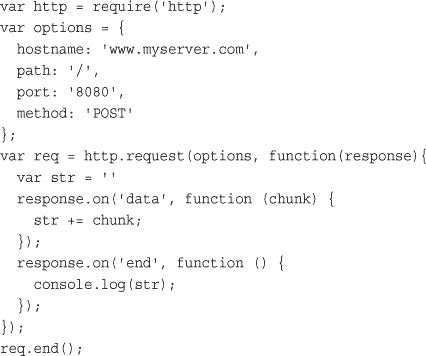 var http = require('http');
var options = {
  hostname: 'www.myserver.com',
  path: '/',
  port: '8080',
  method: 'POST'
};
var req = http.request(options, function(response){
  var str = ''
  response.on('data', function (chunk) {
    str += chunk;
  });
  response.on('end', function () {
    console.log(str);
  });
});
req.end();